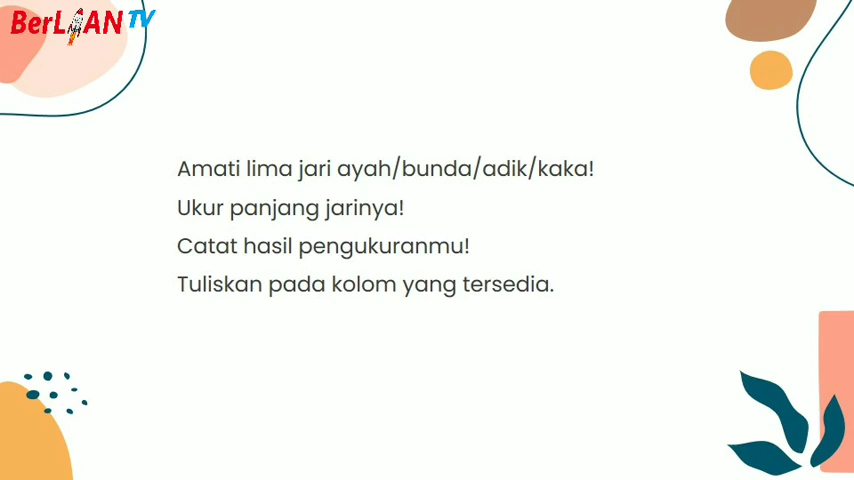 BerLIAN TV
Amati lima jari ayah/bunda/adik/kaka!
Ukur panjang jarinya!
Catat hasil pengukuranmu!
Tuliskan pada kolom yang tersedia.